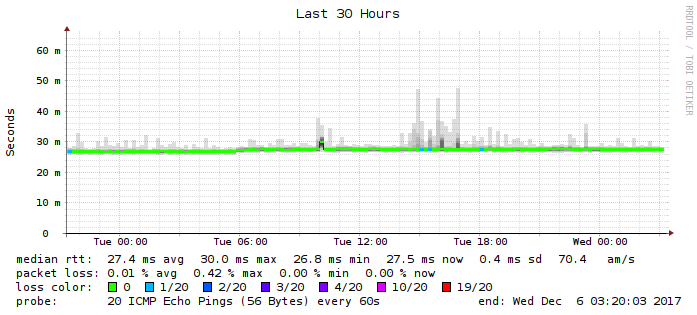 Last 30 Hours
RRDTOOL / TOBI OETIKER
Seconds
60 m
50 m
40 m
30 m
20 m
10 m
0
Tue 00:00 Tue 06:00 Tue 12:00 Tue 18:00 Wed 00:00
median rtt: 27.4 ms avg 30.0 ms max 26.8 ms min 27.5 ms now 0.4 ms sd 70.4 am/s
packet loss: 0.01 % avg 0.42 % max 0.00 % min 0.00 % now
loss color: 0 1/20 2/20 3/20 4/20 10/20 19/20
probe: 20 ICMP Echo Pings (56 Bytes) every 60s end: Wed Dec 6 03:20:03 2017